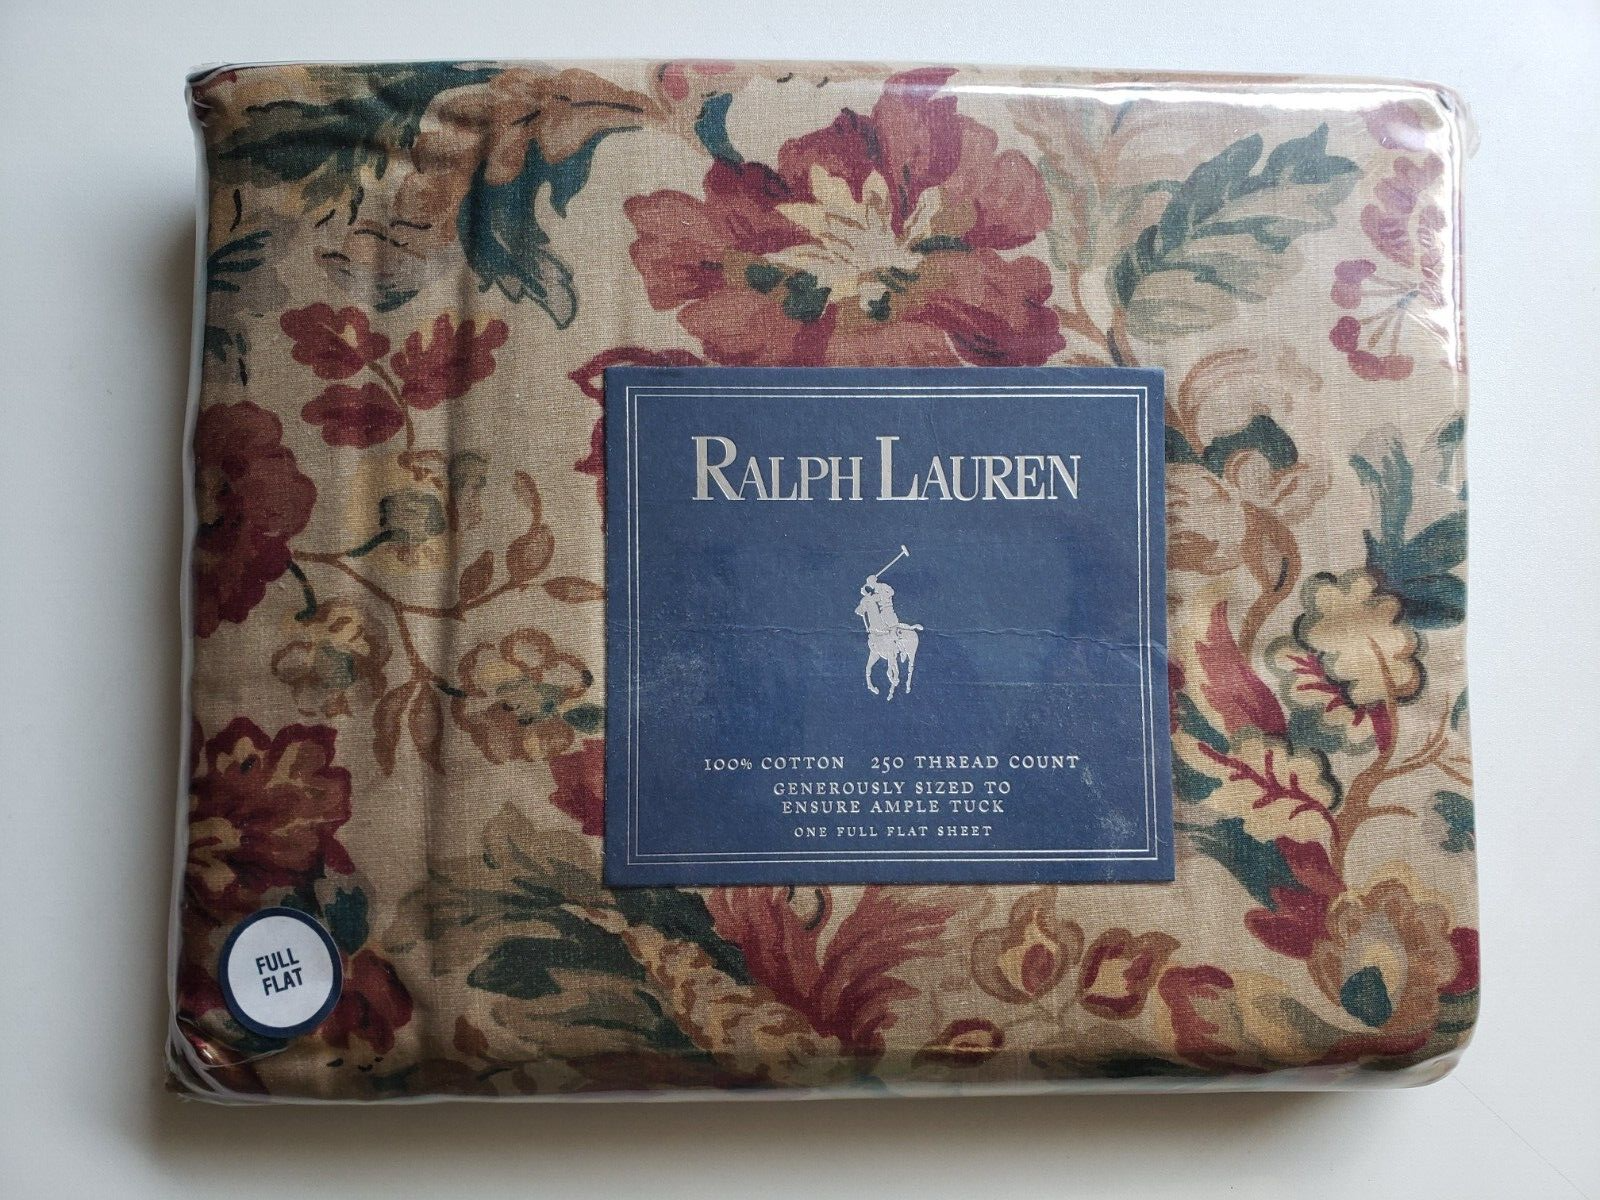 RALPH LAUREN
100% COTTON 250 THREAD COUNT
GENEROUSLY SIZED TO
ENSURE AMPLE TUCK
ONE FULL FLAT SHEET
FULL
FLAT